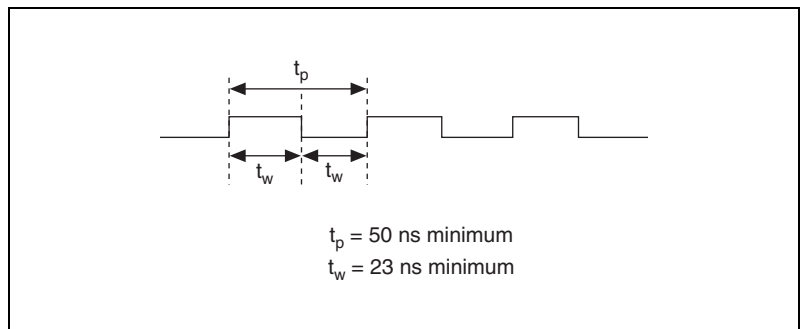 tp
tw tw
tp = 50 ns minimum
tw = 23 ns minimum